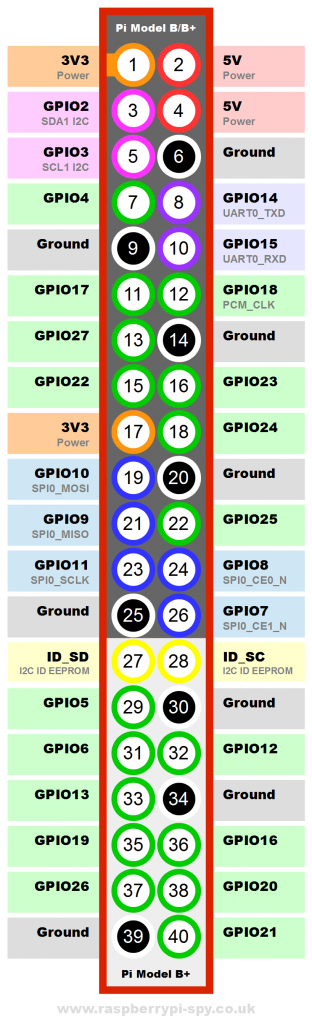 Pi Model B/B+
3V3 1 2 5V
Power Power
GPIO2 3 4 5V
SDA1 I2C Power
GPIO3 5 6 Ground
SCL1 I2C
GPIO4 7 8 GPIO14
UART0_TXD
Ground 9 10 GPIO15
UART0_RXD
GPIO17 11 12 GPIO18
PCM_CLK
GPIO27 13 14 Ground
GPIO22 15 16 GPIO23
3V3 17 18 GPIO24
Power
GPIO10 19 20 Ground
SPI0_MOSI
GPIO9 21 22 GPIO25
SPI0_MISO
GPIO11 23 24 GPIO8
SPI0_SCLK SPI0_CE0_N
Ground 25 26 GPIO7
SPI0_CE1_N
ID_SD 27 28 ID_SC
I2C ID EEPROM I2C ID EEPROM
GPIO5 29 30 Ground
GPIO6 31 32 GPIO12
GPIO13 33 34 Ground
GPIO19 35 36 GPIO16
GPIO26 37 38 GPIO20
Ground 39 40 GPIO21
Pi Model B+
www.raspberrypi-spy.co.uk